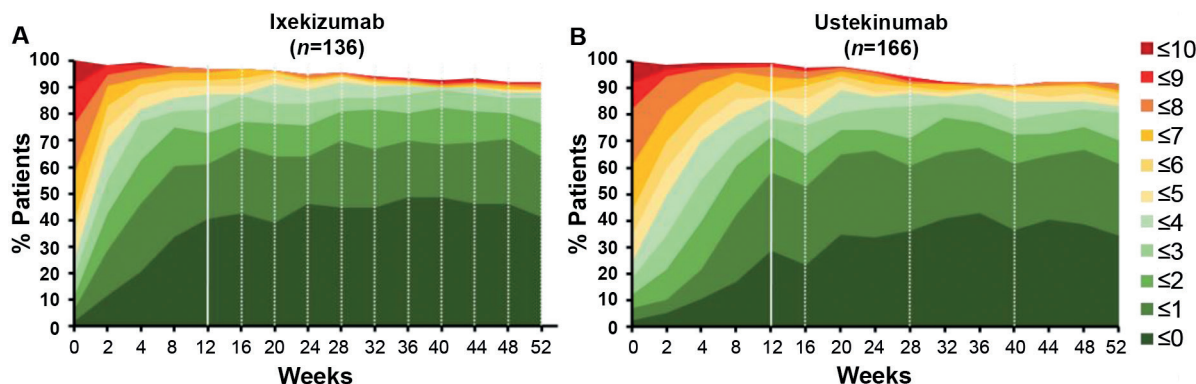 A
Ixekizumab
(n=136)
% Patients
100
90
80
70
60
50
40
30
20
10
0
0 2 4 8 12 16 20 24 28 32 36 40 44 48 52
Weeks
B
Ustekinumab
(n=166)
% Patients
100
90
80
70
60
50
40
30
20
10
0
0 2 4 8 12 16 20 24 28 32 36 40 44 48 52
Weeks
≤10
≤9
≤8
≤7
≤6
≤5
≤4
≤3
≤2
≤1
≤0